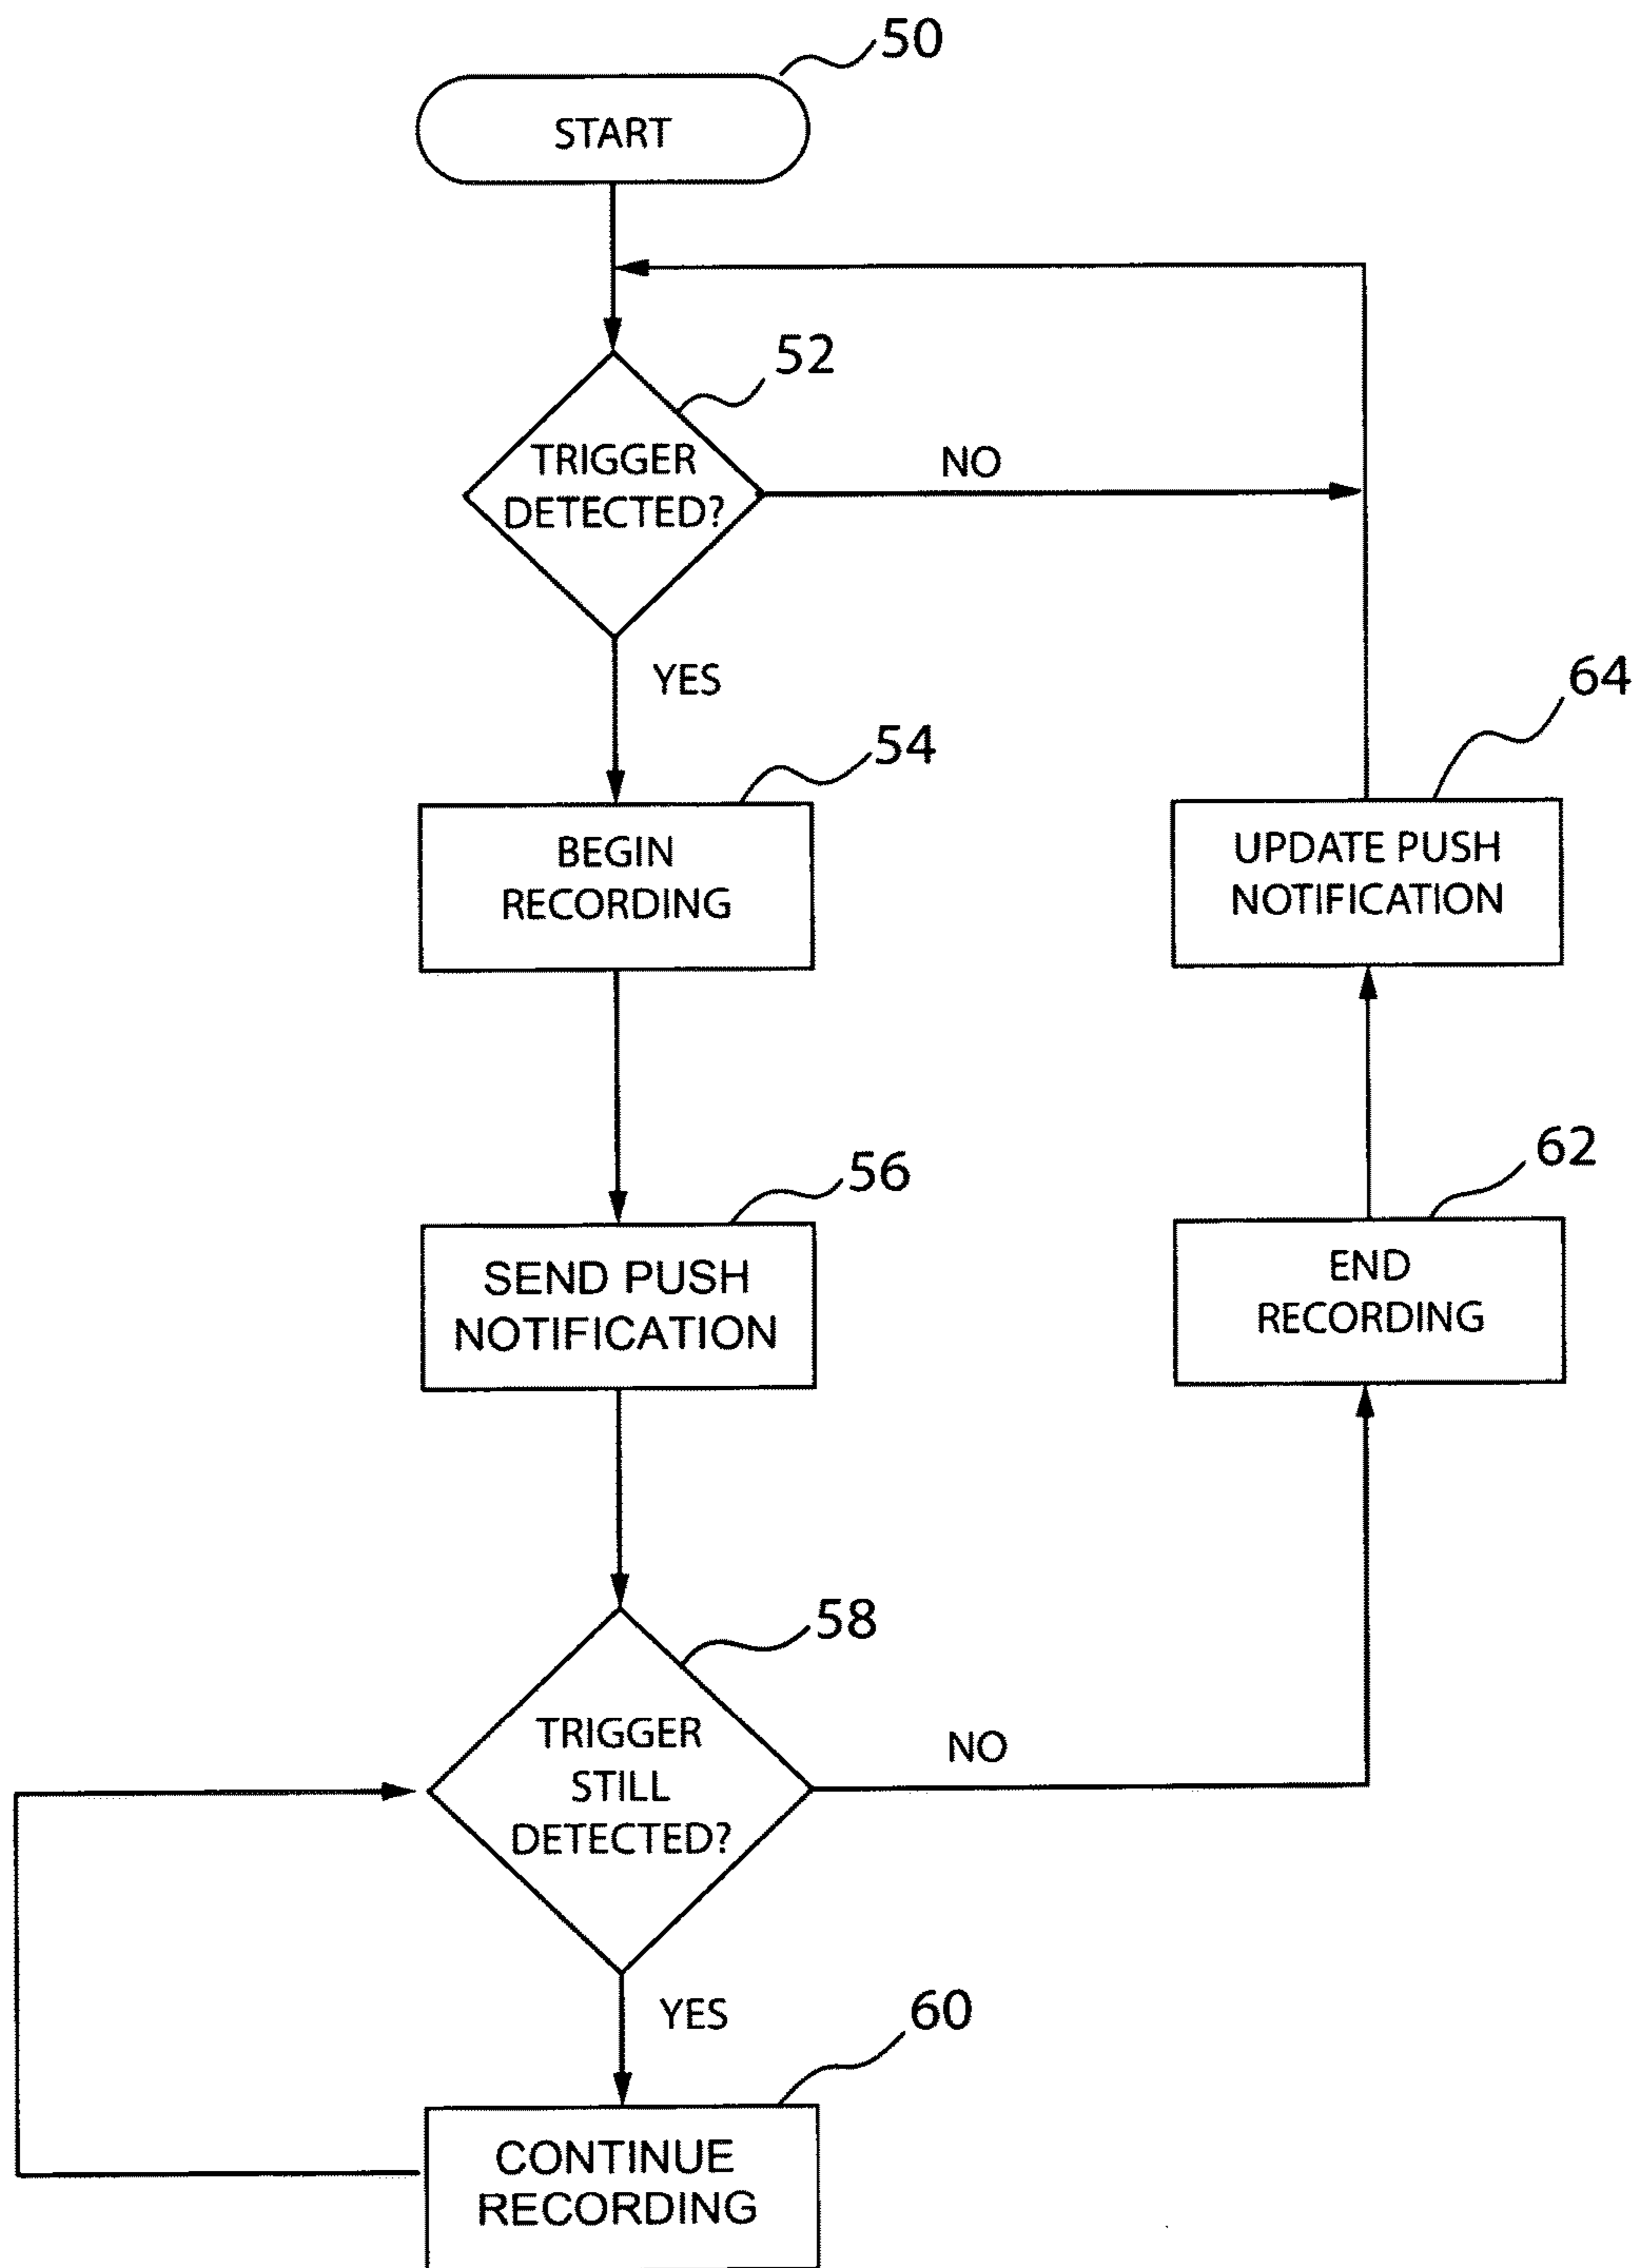 50
START
52
TRIGGER
DETECTED?
NO
YES
54
BEGIN
RECORDING
64
UPDATE PUSH
NOTIFICATION
56
SEND PUSH
NOTIFICATION
62
END
RECORDING
58
TRIGGER
STILL
DETECTED?
NO
YES
60
CONTINUE
RECORDING